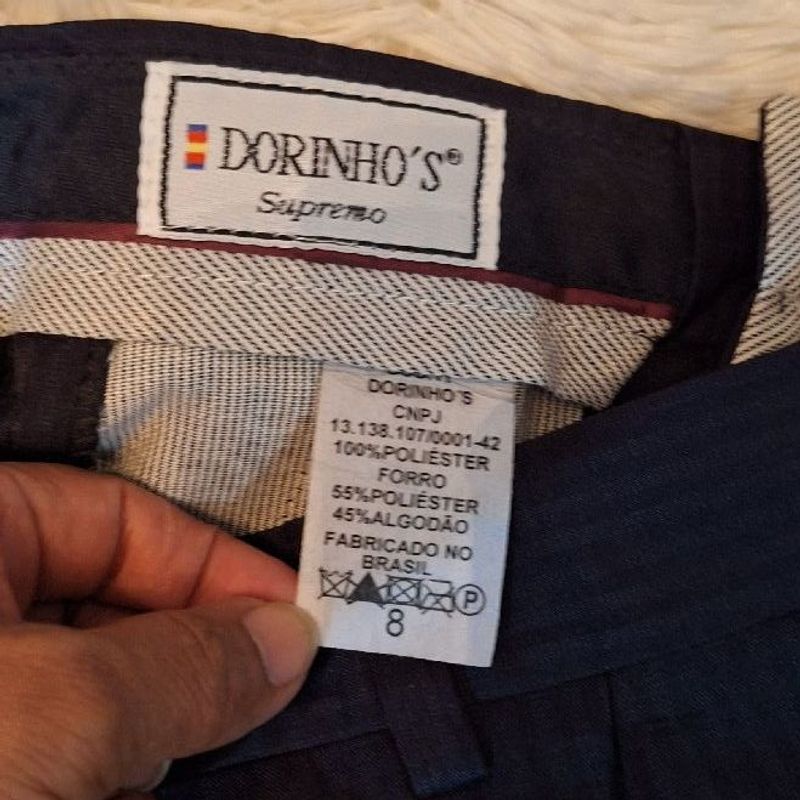 DORINHO'S®
Supremo
DORINHO'S
CNPJ
13.138.107/0001-42
100%POLIÉSTER
FORRO
55%POLIÉSTER
45%ALGODÃO
FABRICADO NO
BRASIL
P
8